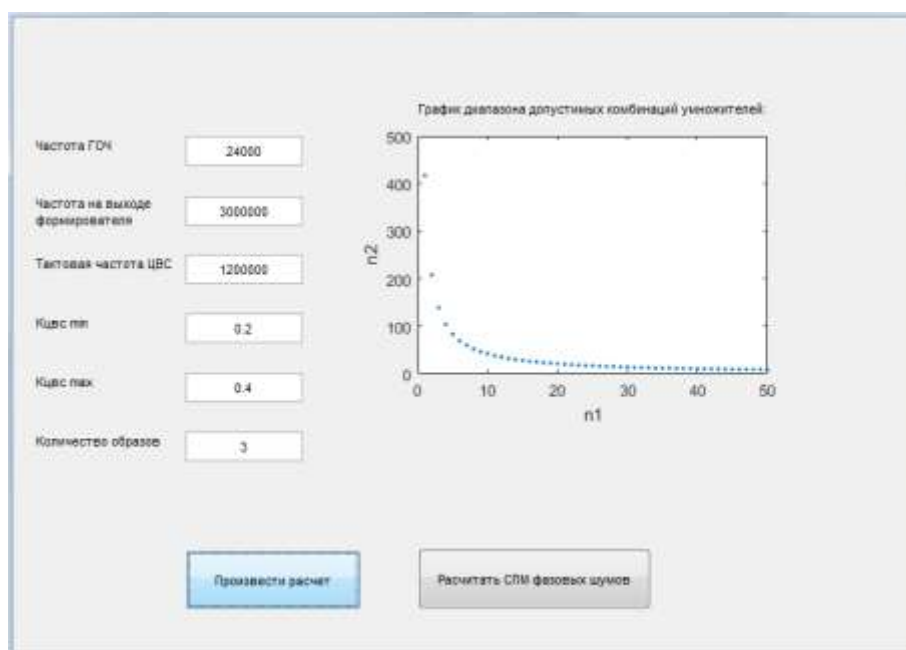 График диапазона допустимых комбинаций умножителей
Частота ГОЧ
24000
Частота на выходе
формирователя
3000000
Тактовая частота ЦВС
1200000
Кцвс min
0.2
Кцвс max
0.4
Количество образов
3
500
400
300
200
100
0
n2
0 10 20 30 40 50
n1
Произвести расчет
Расчитать СПМ фазовых шумов